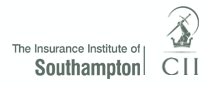 The Insurance Institute of
Southampton
CII